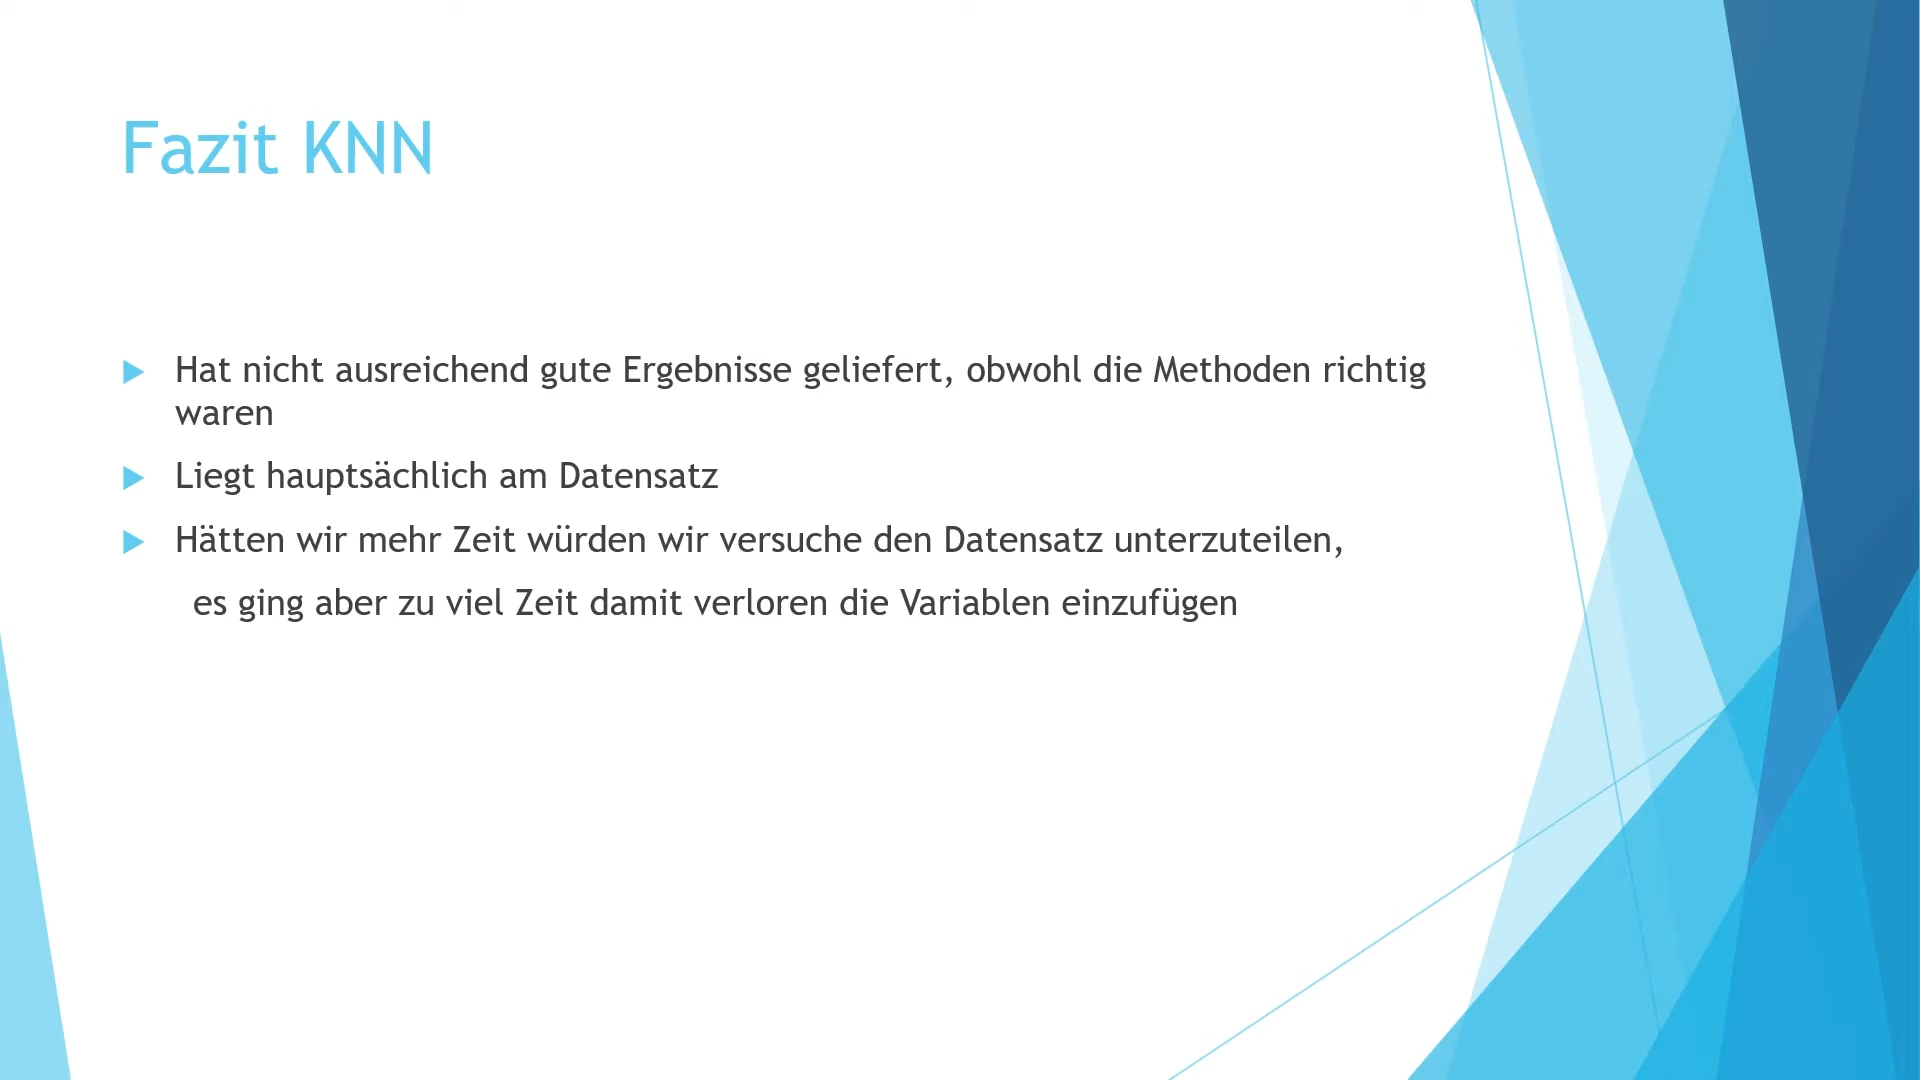 Fazit KNN
Hat nicht ausreichend gute Ergebnisse geliefert, obwohl die Methoden richtig
waren
Liegt hauptsächlich am Datensatz
Hätten wir mehr Zeit würden wir versuche den Datensatz unterzuteilen,
es ging aber zu viel Zeit damit verloren die Variablen einzufügen